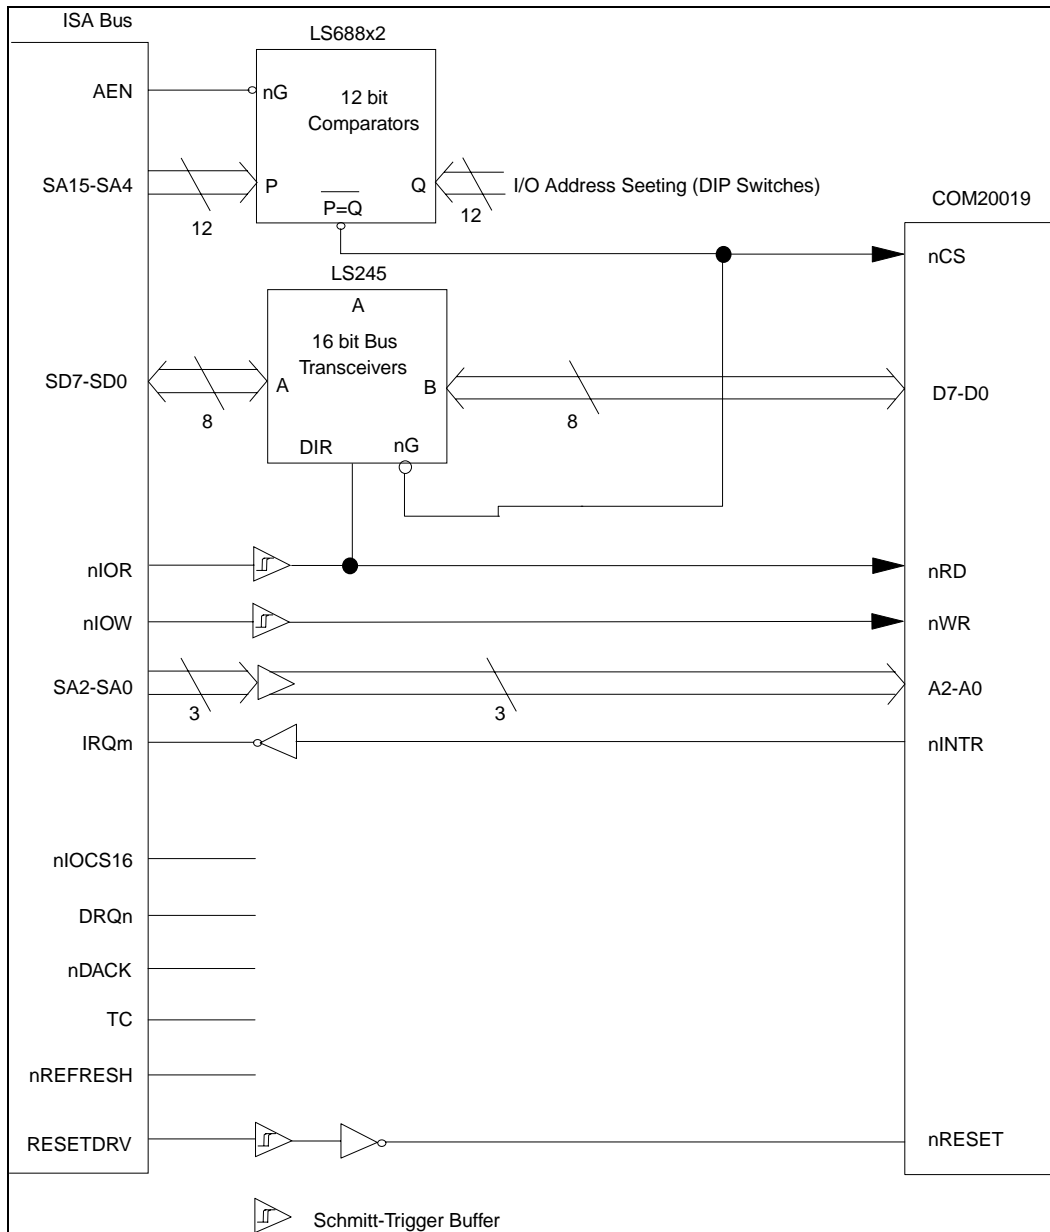 ISA Bus
LS688x2
AEN
nG
12 bit
Comparators
SA15-SA4
P
Q
I/O Address Seeting (DIP Switches)
12
P=Q
12
COM20019
nCS
LS245
A
16 bit Bus
Transceivers
SD7-SD0
A
B
D7-D0
8
8
DIR
nG
nIOR
nRD
nIOW
nWR
SA2-SA0
A2-A0
3
3
IRQm
nINTR
nIOCS16
DRQn
nDACK
TC
nREFRESH
RESETDRV
nRESET
Schmitt-Trigger Buffer